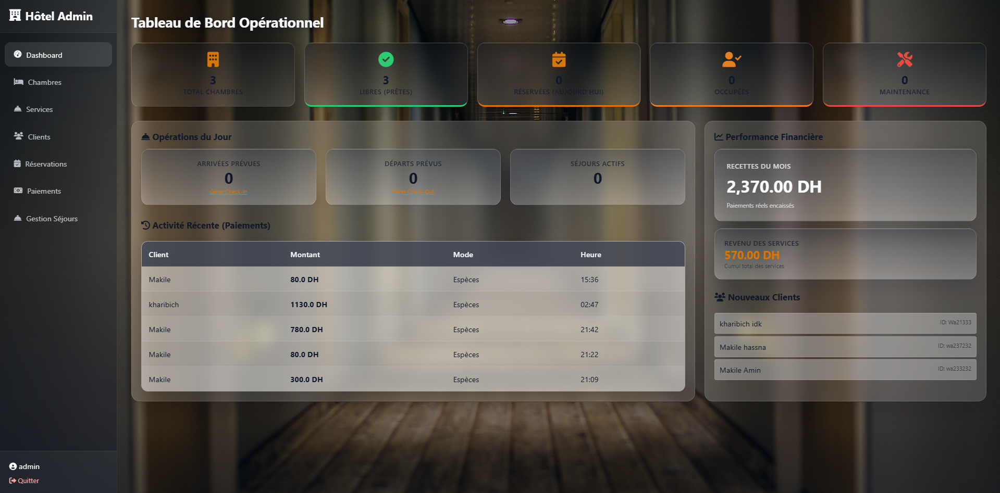 Hôtel Admin
Dashboard
Chambres
Services
Clients
Réservations
Paiements
Gestion Séjours
admin
Quitter
Tableau de Bord Opérationnel
3
TOTAL CHAMBRES
3
LIBRES (PRÊTES)
0
RÉSERVÉES (AUJOURD'HUI)
0
OCCUPÉES
0
MAINTENANCE
Opérations du Jour
ARRIVÉES PRÉVUES
0
Gérer Check-in
DÉPARTS PRÉVUS
0
Gérer Check-Out
SÉJOURS ACTIFS
0
Activité Récente (Paiements)
Client Montant Mode Heure
Makile 80.0 DH Espèces 15:36
kharibich 1130.0 DH Espèces 02:47
Makile 780.0 DH Espèces 21:42
Makile 80.0 DH Espèces 21:22
Makile 300.0 DH Espèces 21:09
Performance Financière
RECETTES DU MOIS
2,370.00 DH
Paiements réels encaissés
REVENU DES SERVICES
570.00 DH
Cumul total des services
Nouveaux Clients
kharibich idk ID: Wa21333
Makile hassna ID: wa237232
Makile Amin ID: wa233232